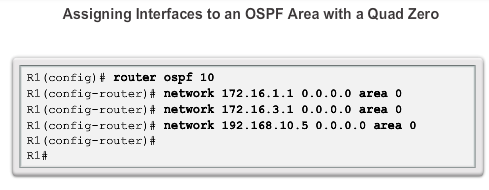 Assigning Interfaces to an OSPF Area with a Quad Zero
R1(config)# router ospf 10
R1(config-router)# network 172.16.1.1 0.0.0.0 area 0
R1(config-router)# network 172.16.3.1 0.0.0.0 area 0
R1(config-router)# network 192.168.10.5 0.0.0.0 area 0
R1(config-router)#
R1#